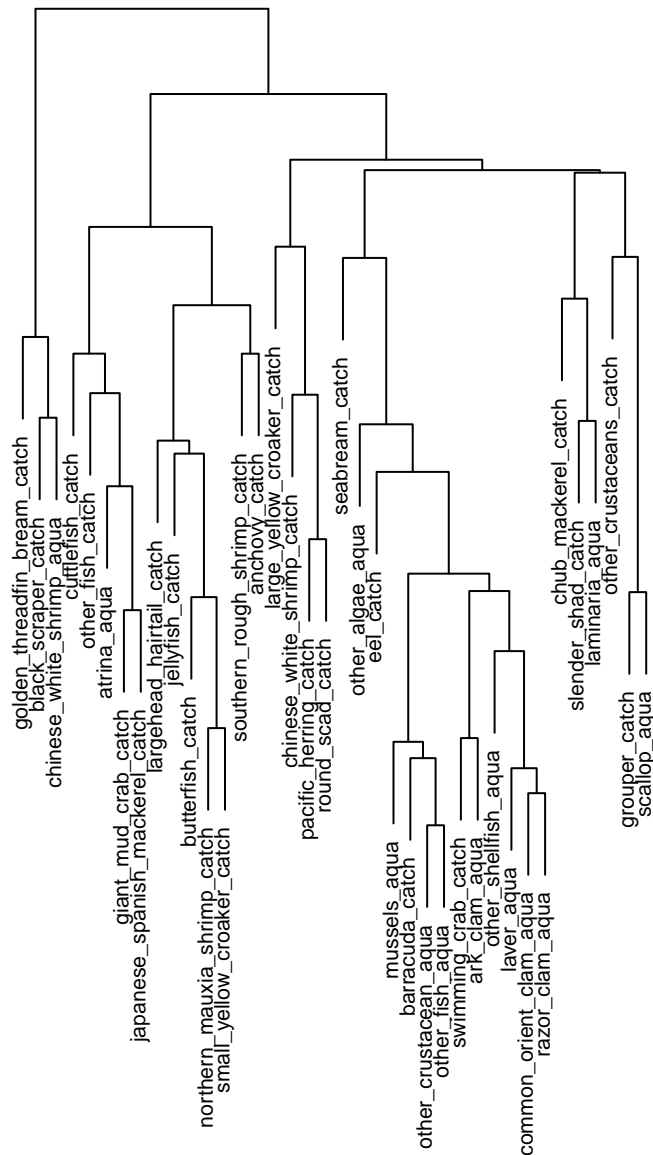 golden_threadfin_bream_catch
black_scraper_catch
chinese_white_shrimp_aqua
cuttlefish_catch
other_fish_catch
atrina_aqua
giant_mud_crab_catch
japanese_spanish_mackerel_catch
largehead_hairtail_catch
jellyfish_catch
butterfish_catch
northern_mauxia_shrimp_catch
small_yellow_croaker_catch
southern_rough_shrimp_catch
anchovy_catch
large_yellow_croaker_catch
chinese_white_shrimp_catch
pacific_herring_catch
round_scad_catch
seabream_catch
other_algae_aqua
eel_catch
mussels_aqua
barracuda_catch
other_crustacean_aqua
other_fish_aqua
swimming_crab_catch
ark_clam_aqua
other_shellfish_aqua
laver_aqua
common_orient_clam_aqua
razor_clam_aqua
chub_mackerel_catch
slender_shad_catch
laminaria_aqua
other_crustaceans_catch
grouper_catch
scallop_aqua